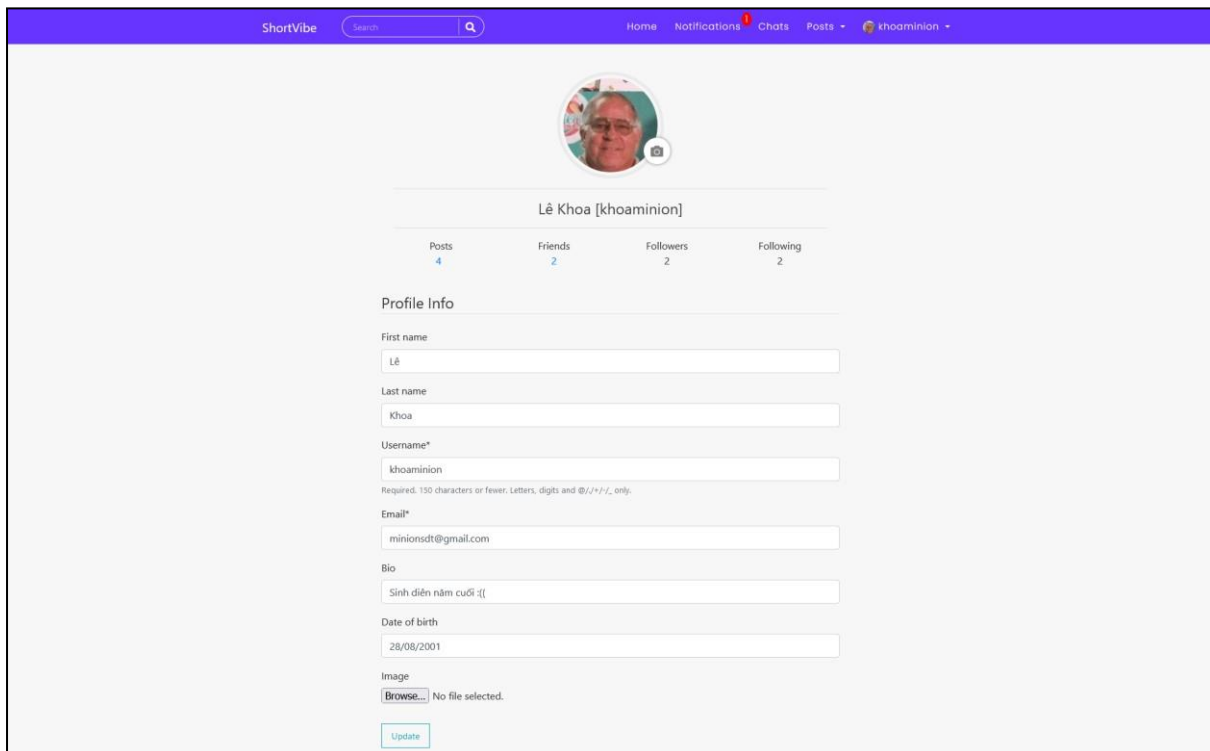 ShortVibe Search Home Notifications 1 Chats Posts khoaminion
Lê Khoa [khoaminion]
Posts Friends Followers Following
4 2 2 2
Profile Info
First name
Lê
Last name
Khoa
Username*
khoaminion
Required. 150 characters or fewer. Letters, digits and @/./+/-/_ only.
Email*
minionsdt@gmail.com
Bio
Sinh diên năm cuối :((
Date of birth
28/08/2001
Image
Browse... No file selected.
Update